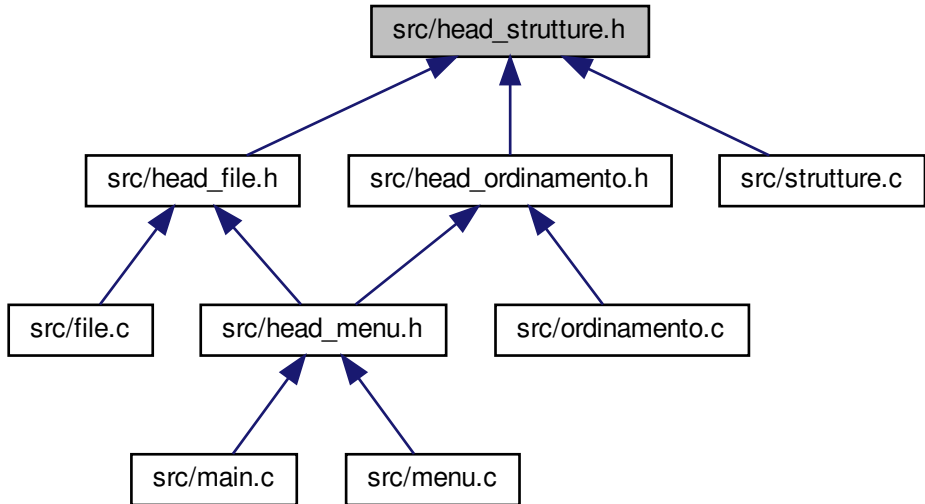 src/head_strutture.h
src/head_file.h
src/head_ordinamento.h
src/strutture.c
src/file.c
src/head_menu.h
src/ordinamento.c
src/main.c
src/menu.c